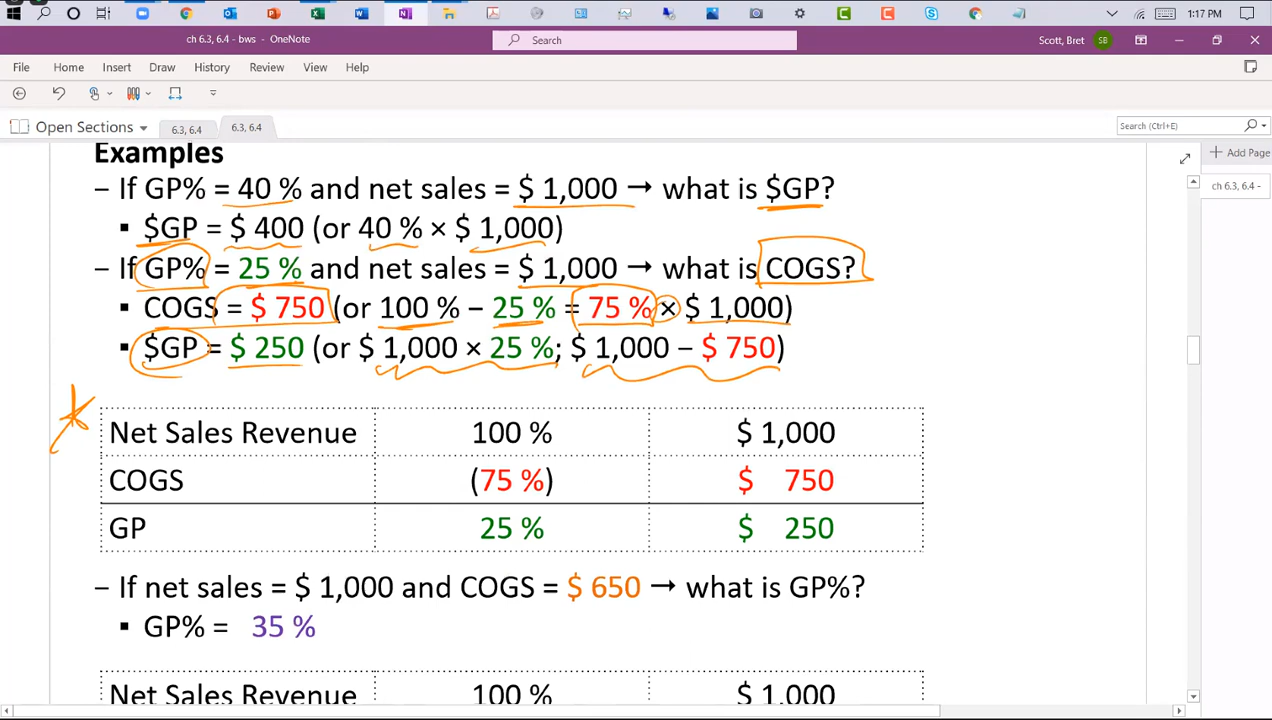 1:17 PM
ch 6.3, 6.4 - bws - OneNote
Search
Scott, Bret
SB
File Home Insert Draw History Review View Help
Open Sections
6.3, 6.4
6.3, 6.4
Search (Ctrl+E)
Add Page
ch 6.3, 6.4 -
Examples
– If GP% = 40 % and net sales = $ 1,000 → what is $GP?
▪ $GP = $ 400 (or 40 % × $ 1,000)
– If GP% = 25 % and net sales = $ 1,000 → what is COGS?
▪ COGS = $ 750 (or 100 % – 25 % = 75 % × $ 1,000)
▪ $GP = $ 250 (or $ 1,000 × 25 %; $ 1,000 – $ 750)
Net Sales Revenue 100 % $ 1,000
COGS (75 %) $ 750
GP 25 % $ 250
– If net sales = $ 1,000 and COGS = $ 650 → what is GP%?
▪ GP% = 35 %
Net Sales Revenue 100 % $ 1,000